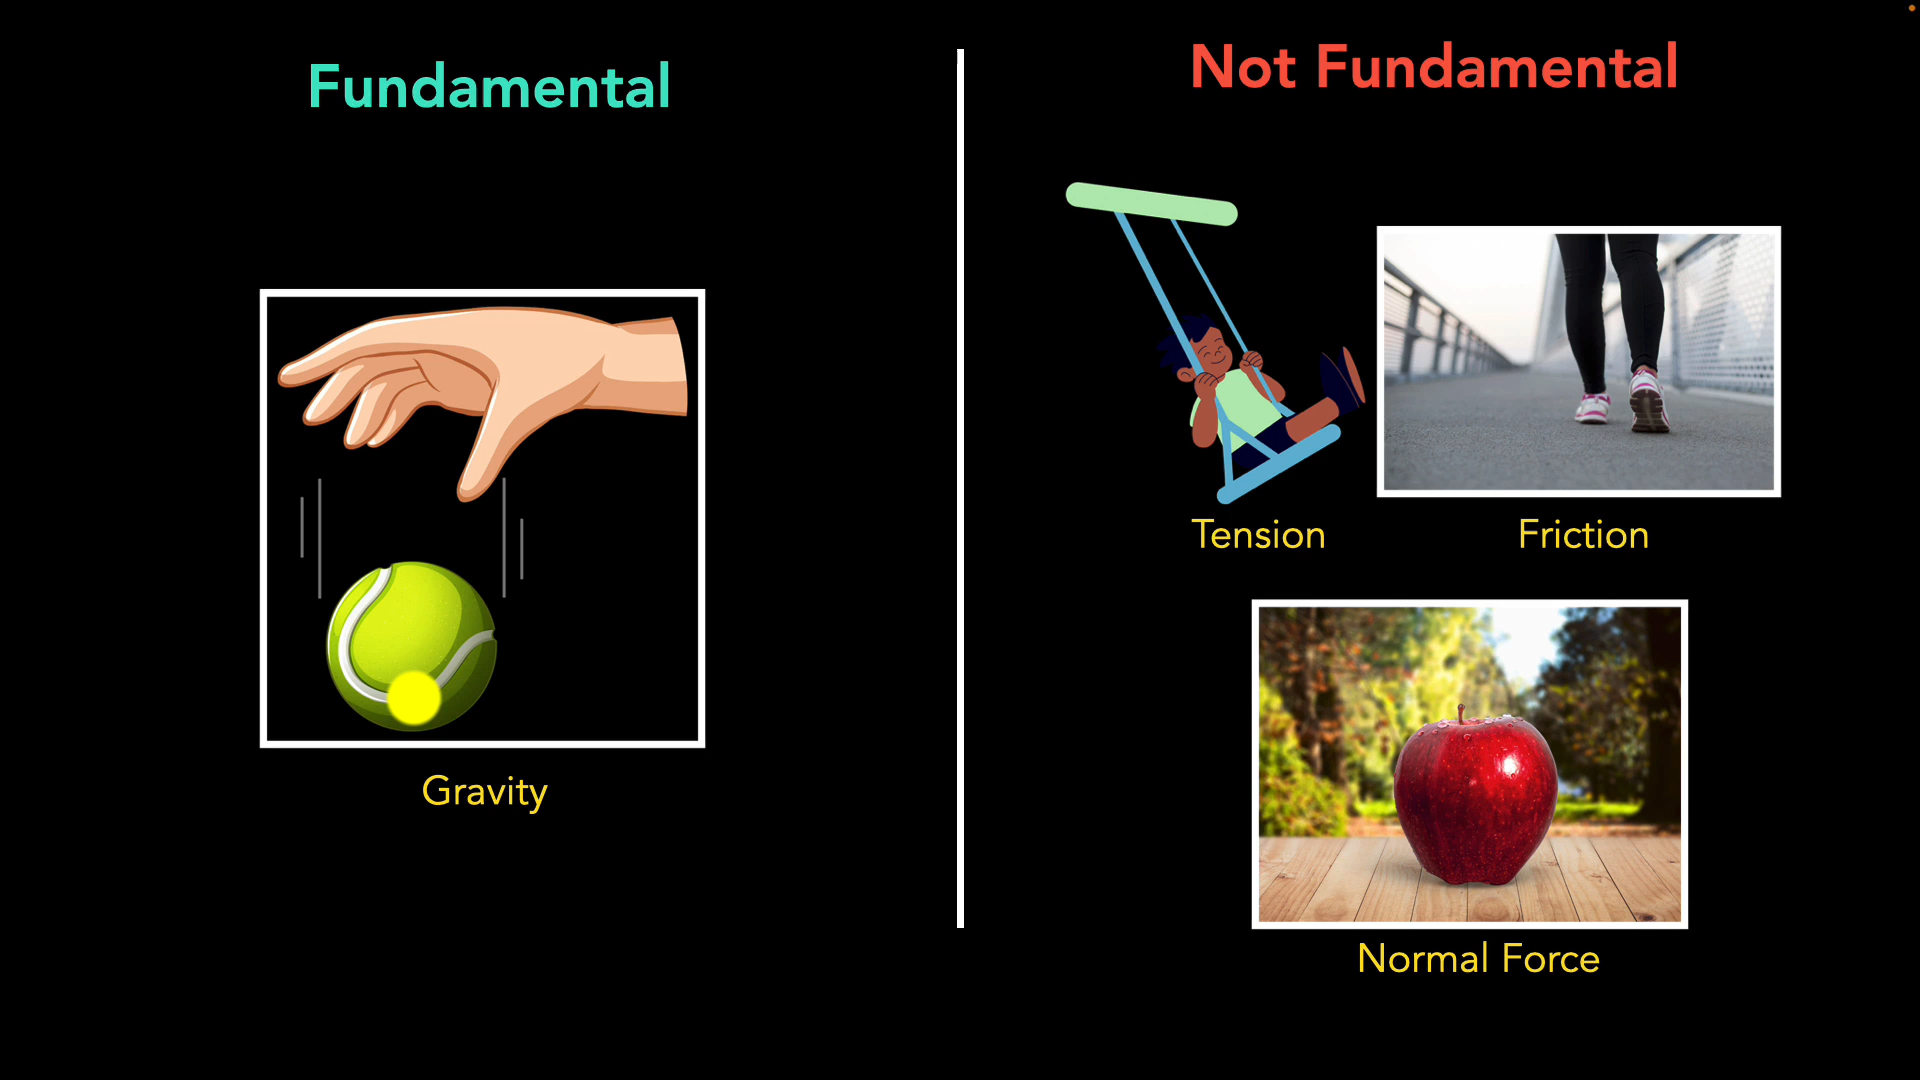 Fundamental
Not Fundamental
Gravity
Tension
Friction
Normal Force